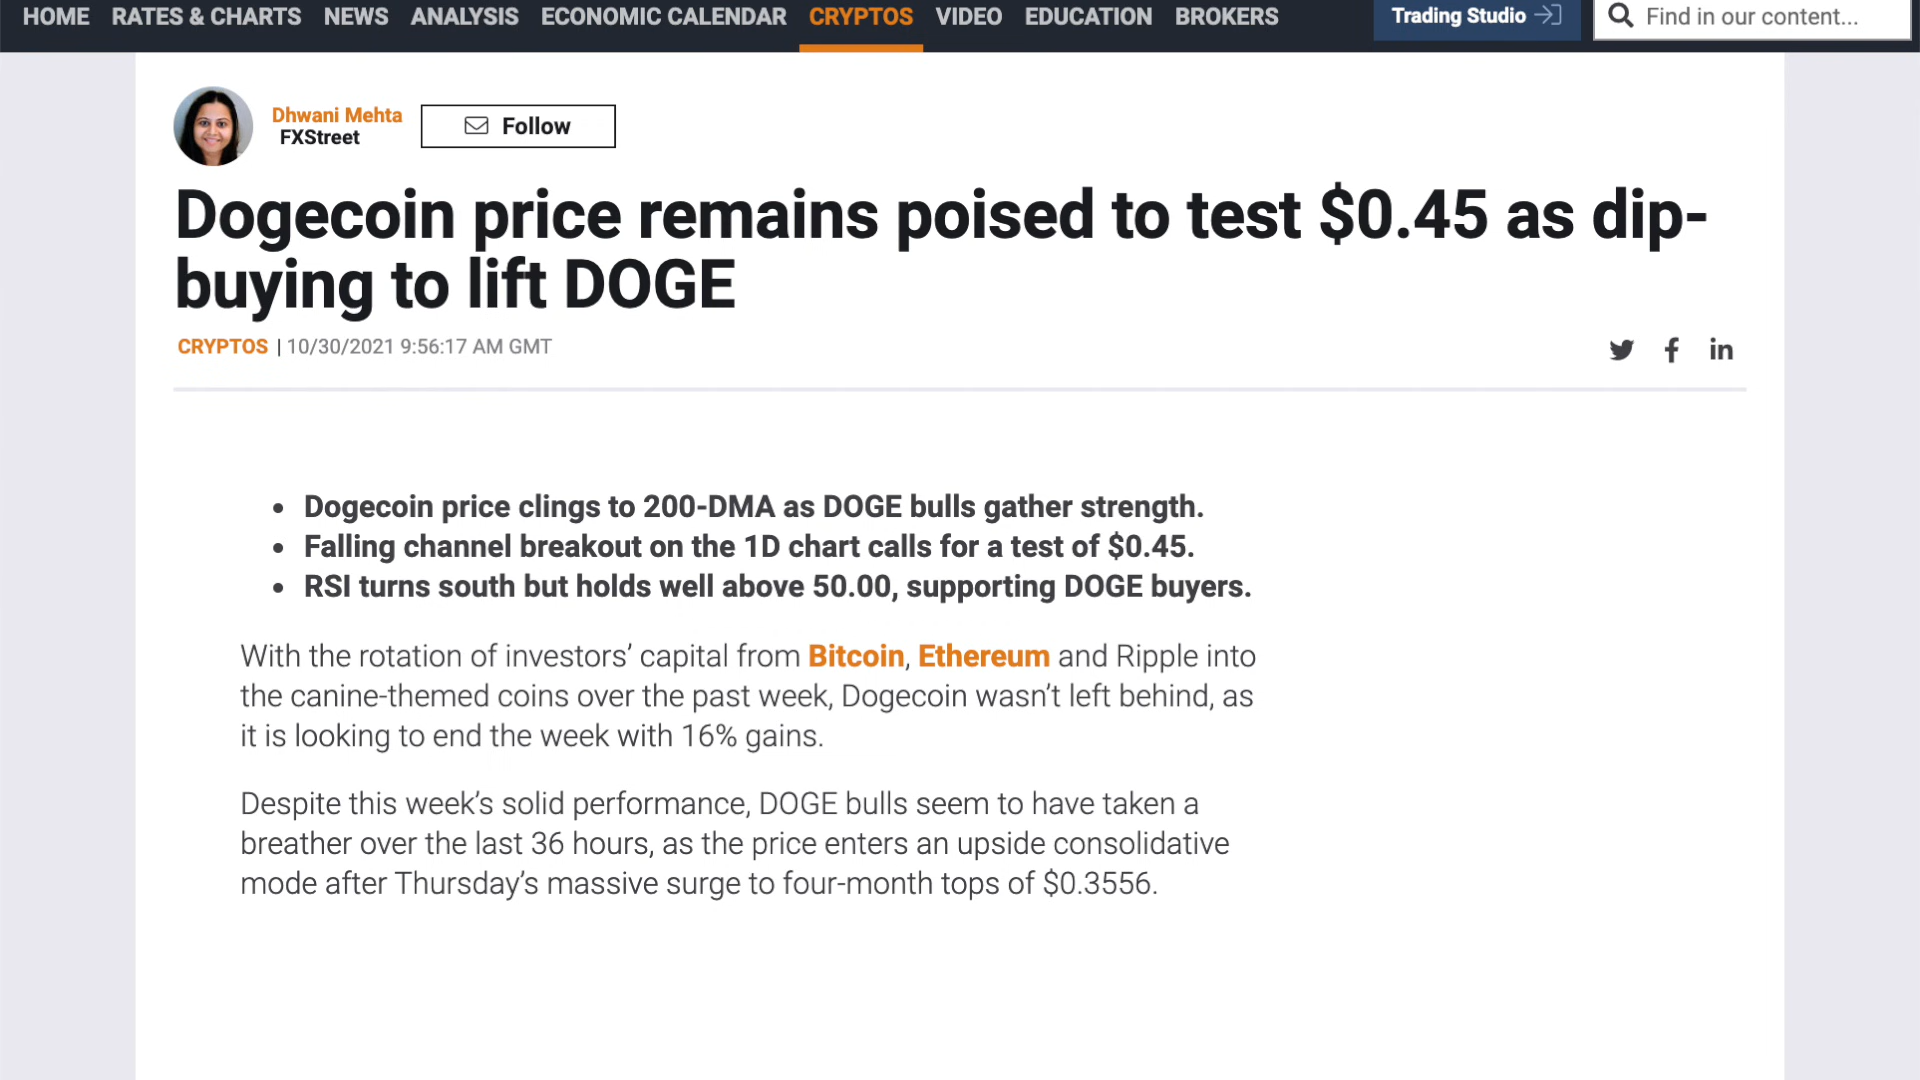 HOME RATES & CHARTS NEWS ANALYSIS ECONOMIC CALENDAR CRYPTOS VIDEO EDUCATION BROKERS Trading Studio Find in our content...
Dhwani Mehta
FXStreet
Follow
Dogecoin price remains poised to test $0.45 as dip-
buying to lift DOGE
CRYPTOS | 10/30/2021 9:56:17 AM GMT
• Dogecoin price clings to 200-DMA as DOGE bulls gather strength.
• Falling channel breakout on the 1D chart calls for a test of $0.45.
• RSI turns south but holds well above 50.00, supporting DOGE buyers.
With the rotation of investors’ capital from Bitcoin, Ethereum and Ripple into
the canine-themed coins over the past week, Dogecoin wasn’t left behind, as
it is looking to end the week with 16% gains.
Despite this week’s solid performance, DOGE bulls seem to have taken a
breather over the last 36 hours, as the price enters an upside consolidative
mode after Thursday’s massive surge to four-month tops of $0.3556.